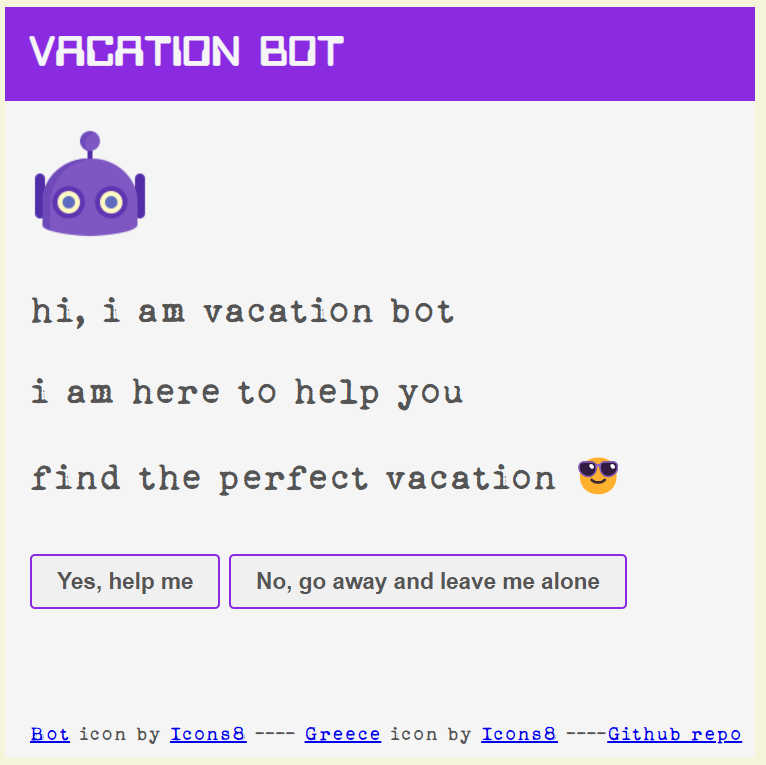 VACATION BOT
hi, i am vacation bot
i am here to help you
find the perfect vacation 😎
Yes, help me No, go away and leave me alone
Bot icon by Icons8 ---- Greece icon by Icons8 ----Github repo